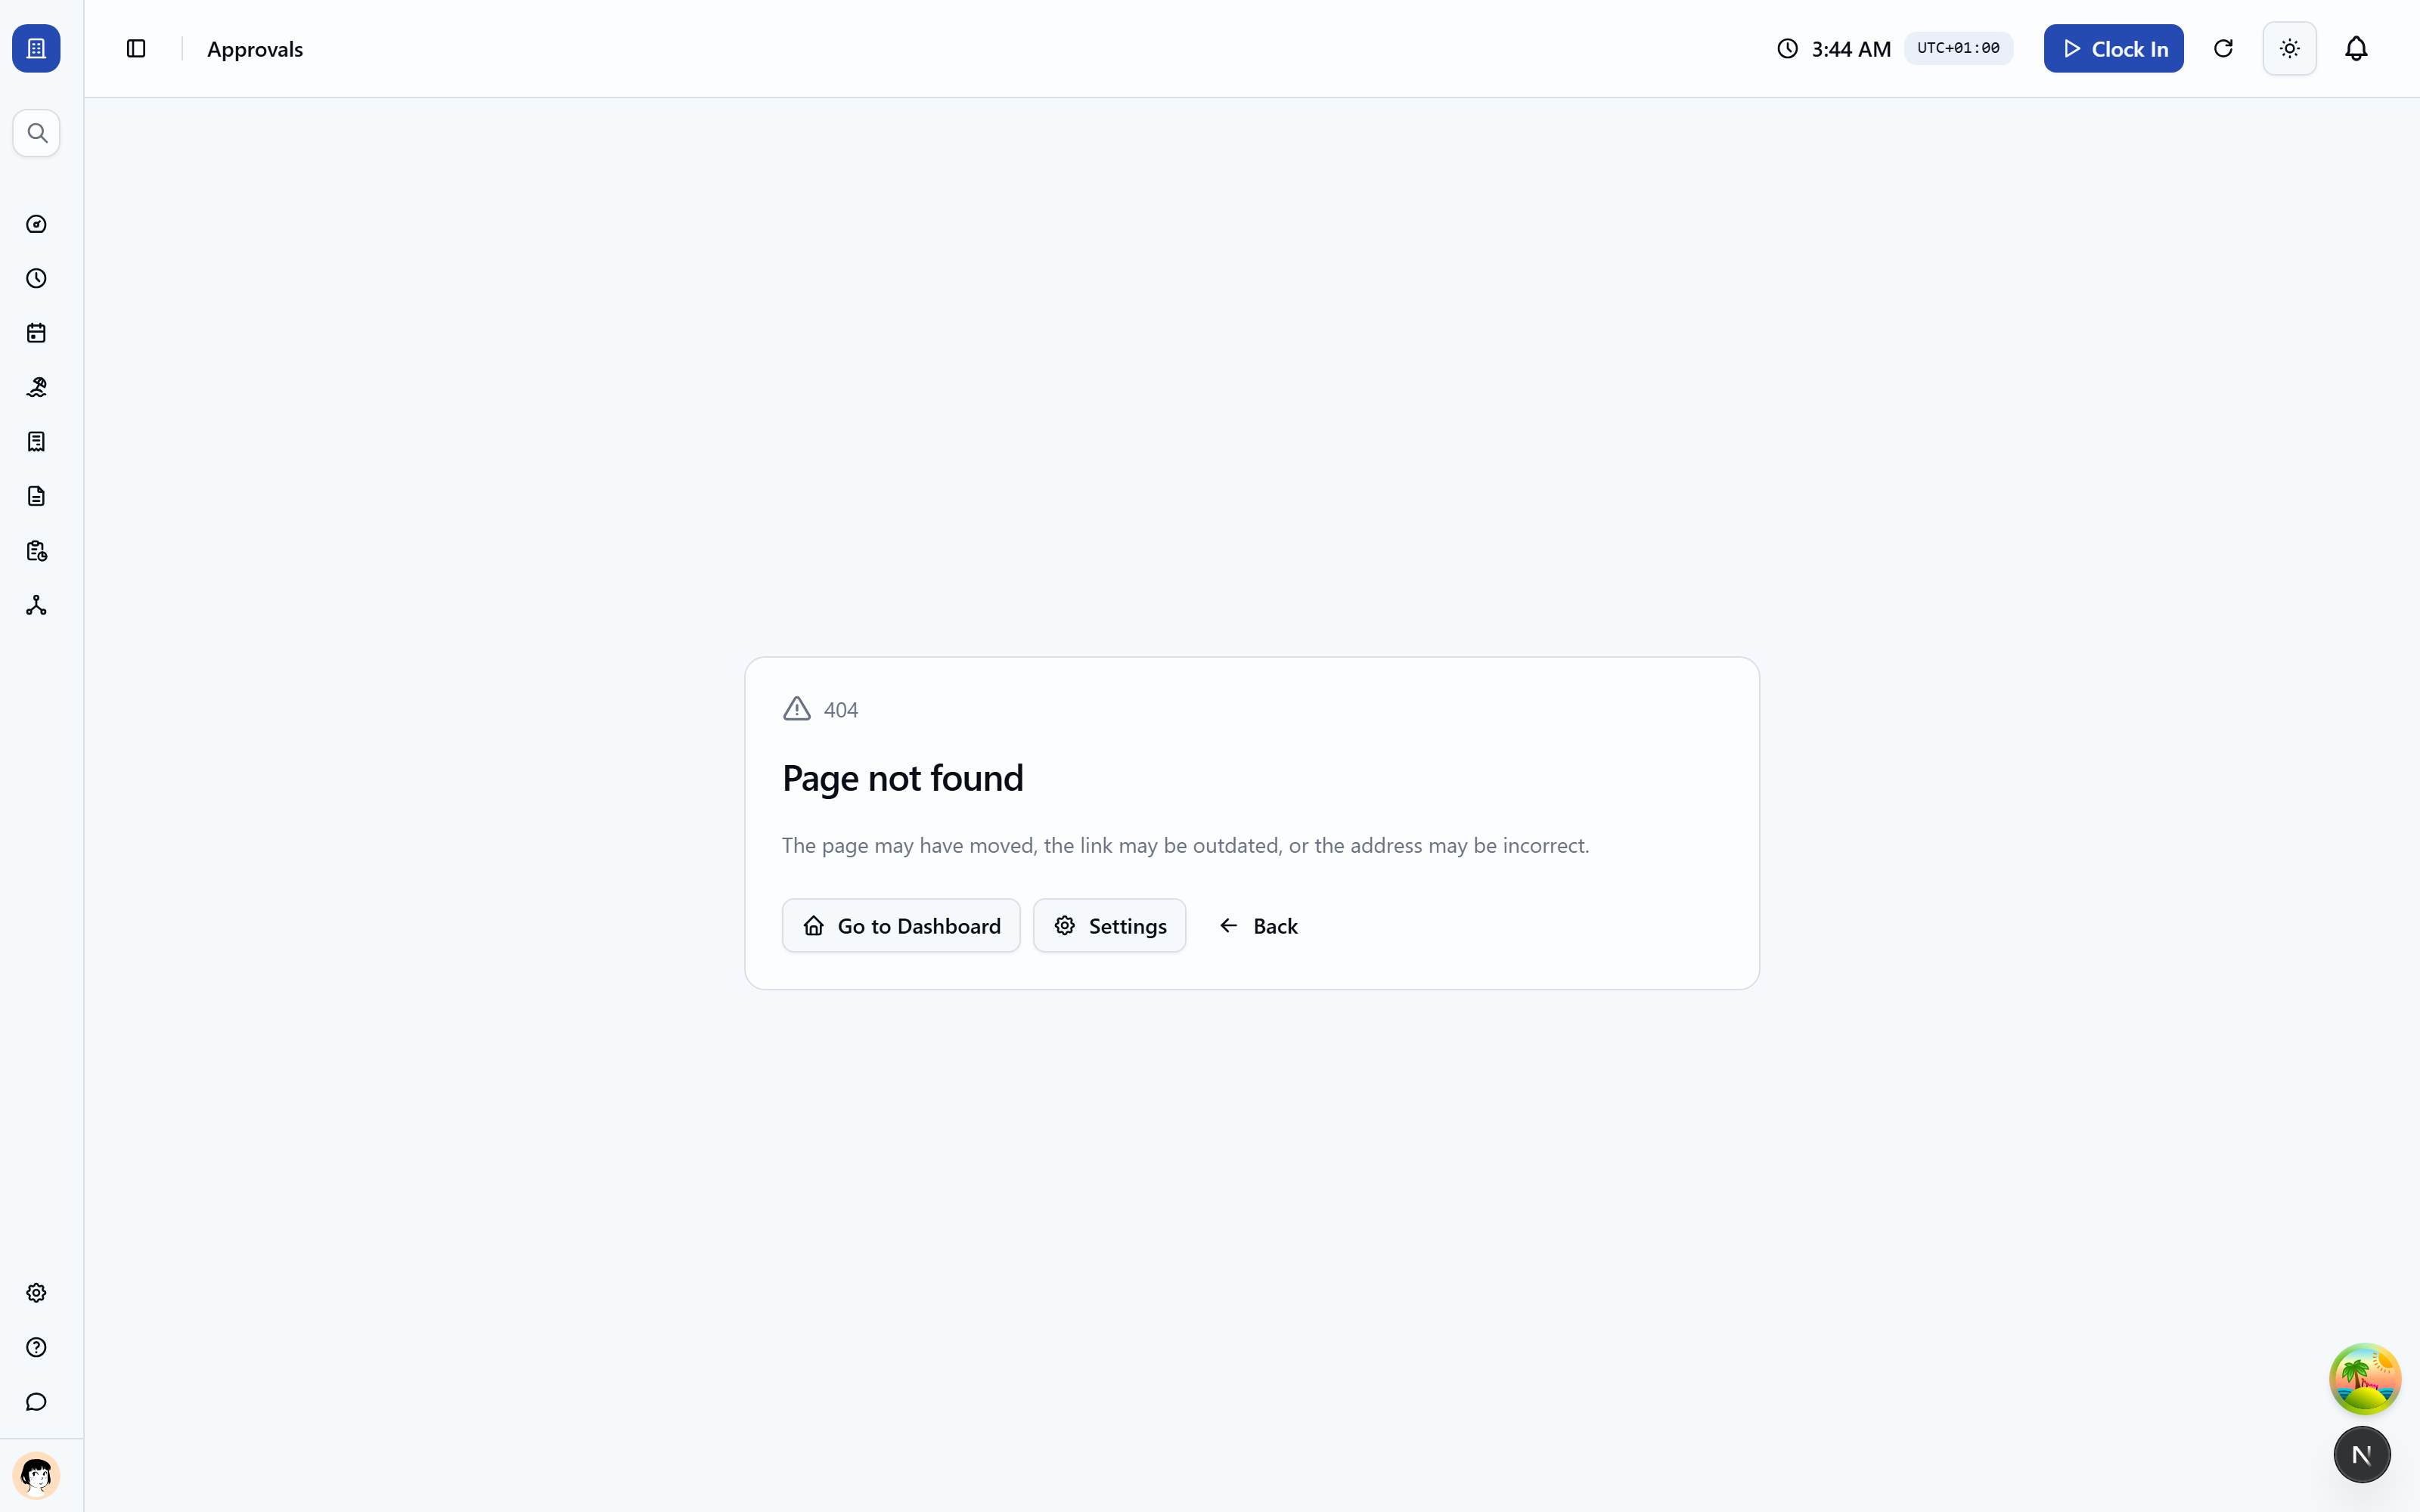 Approvals
3:44 AM UTC+01:00
Clock In
404
Page not found
The page may have moved, the link may be outdated, or the address may be incorrect.
Go to Dashboard
Settings
Back
N